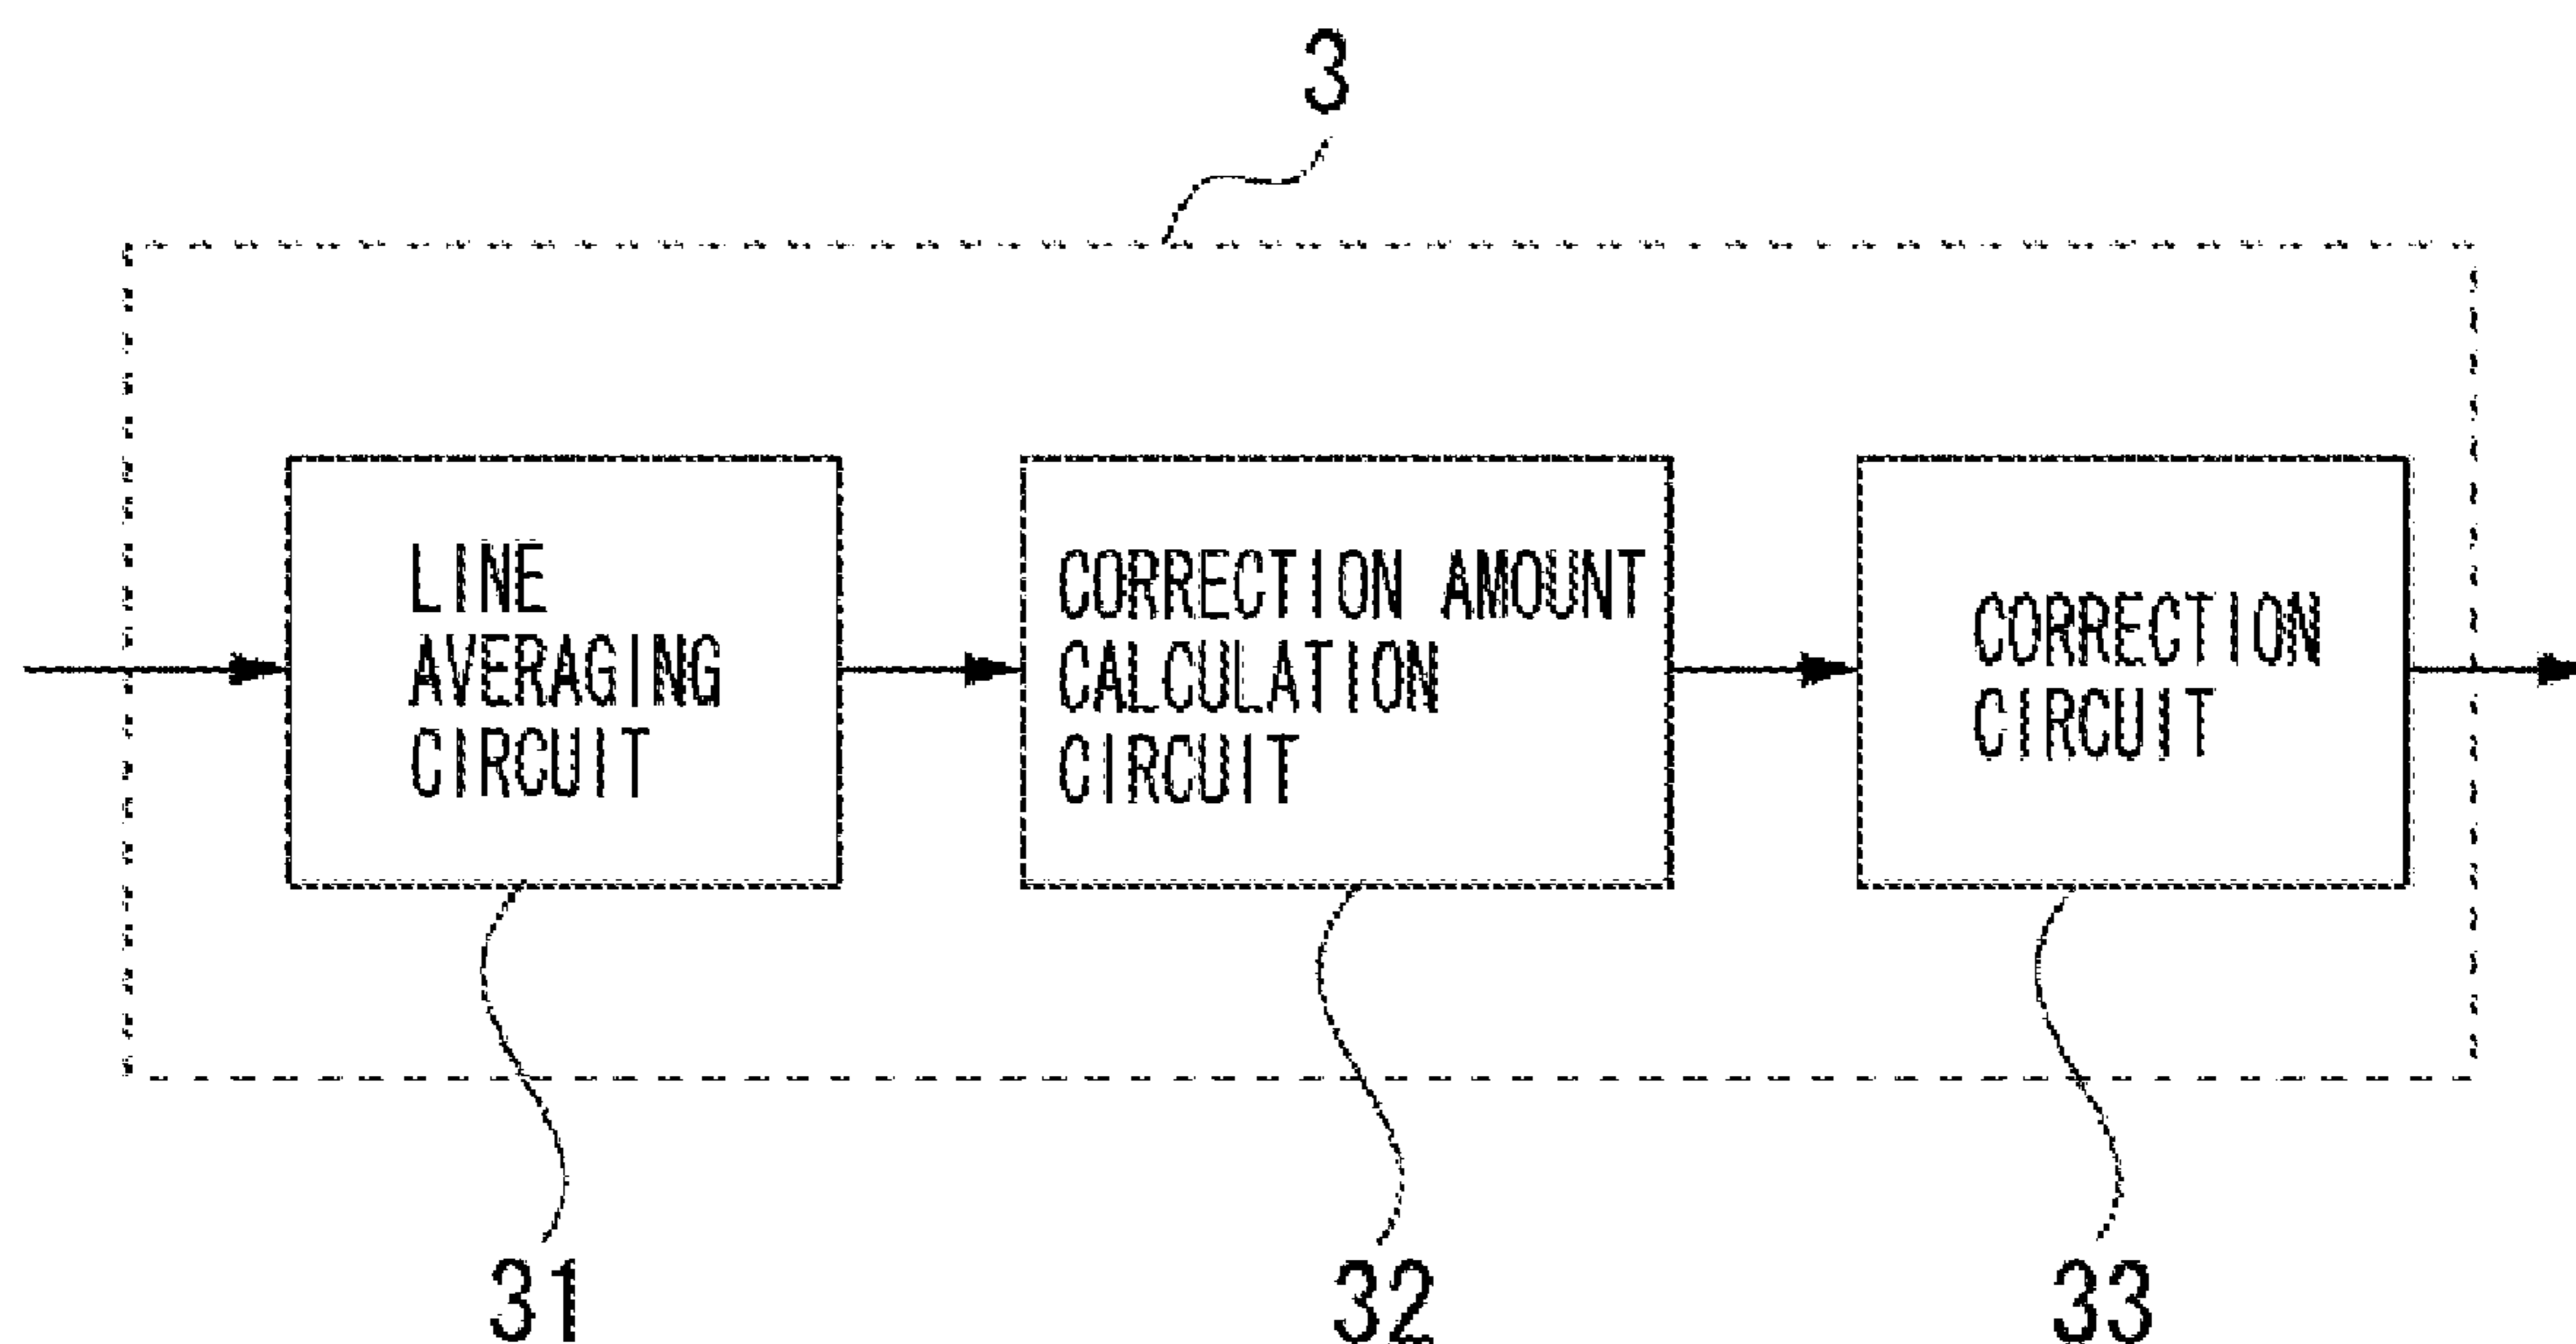 3
LINE
AVERAGING
CIRCUIT
CORRECTION AMOUNT
CALCULATION
CIRCUIT
CORRECTION
CIRCUIT
31
32
33